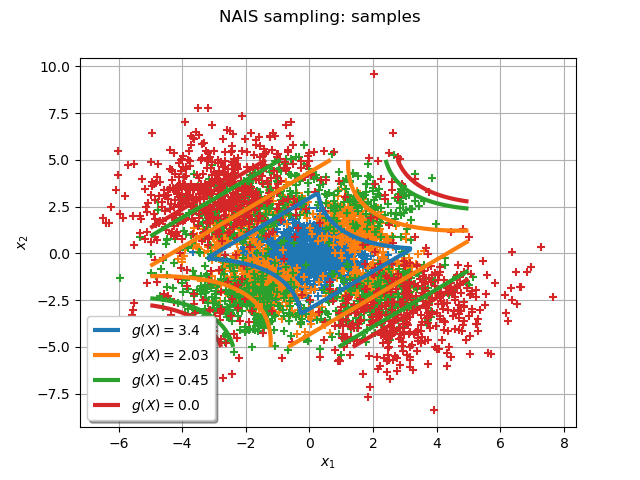 NAIS sampling: samples
10.0
7.5
5.0
2.5
0.0
−2.5
−5.0
−7.5
x₂
g(X) = 3.4
g(X) = 2.03
g(X) = 0.45
g(X) = 0.0
−6 −4 −2 0 2 4 6 8
x₁